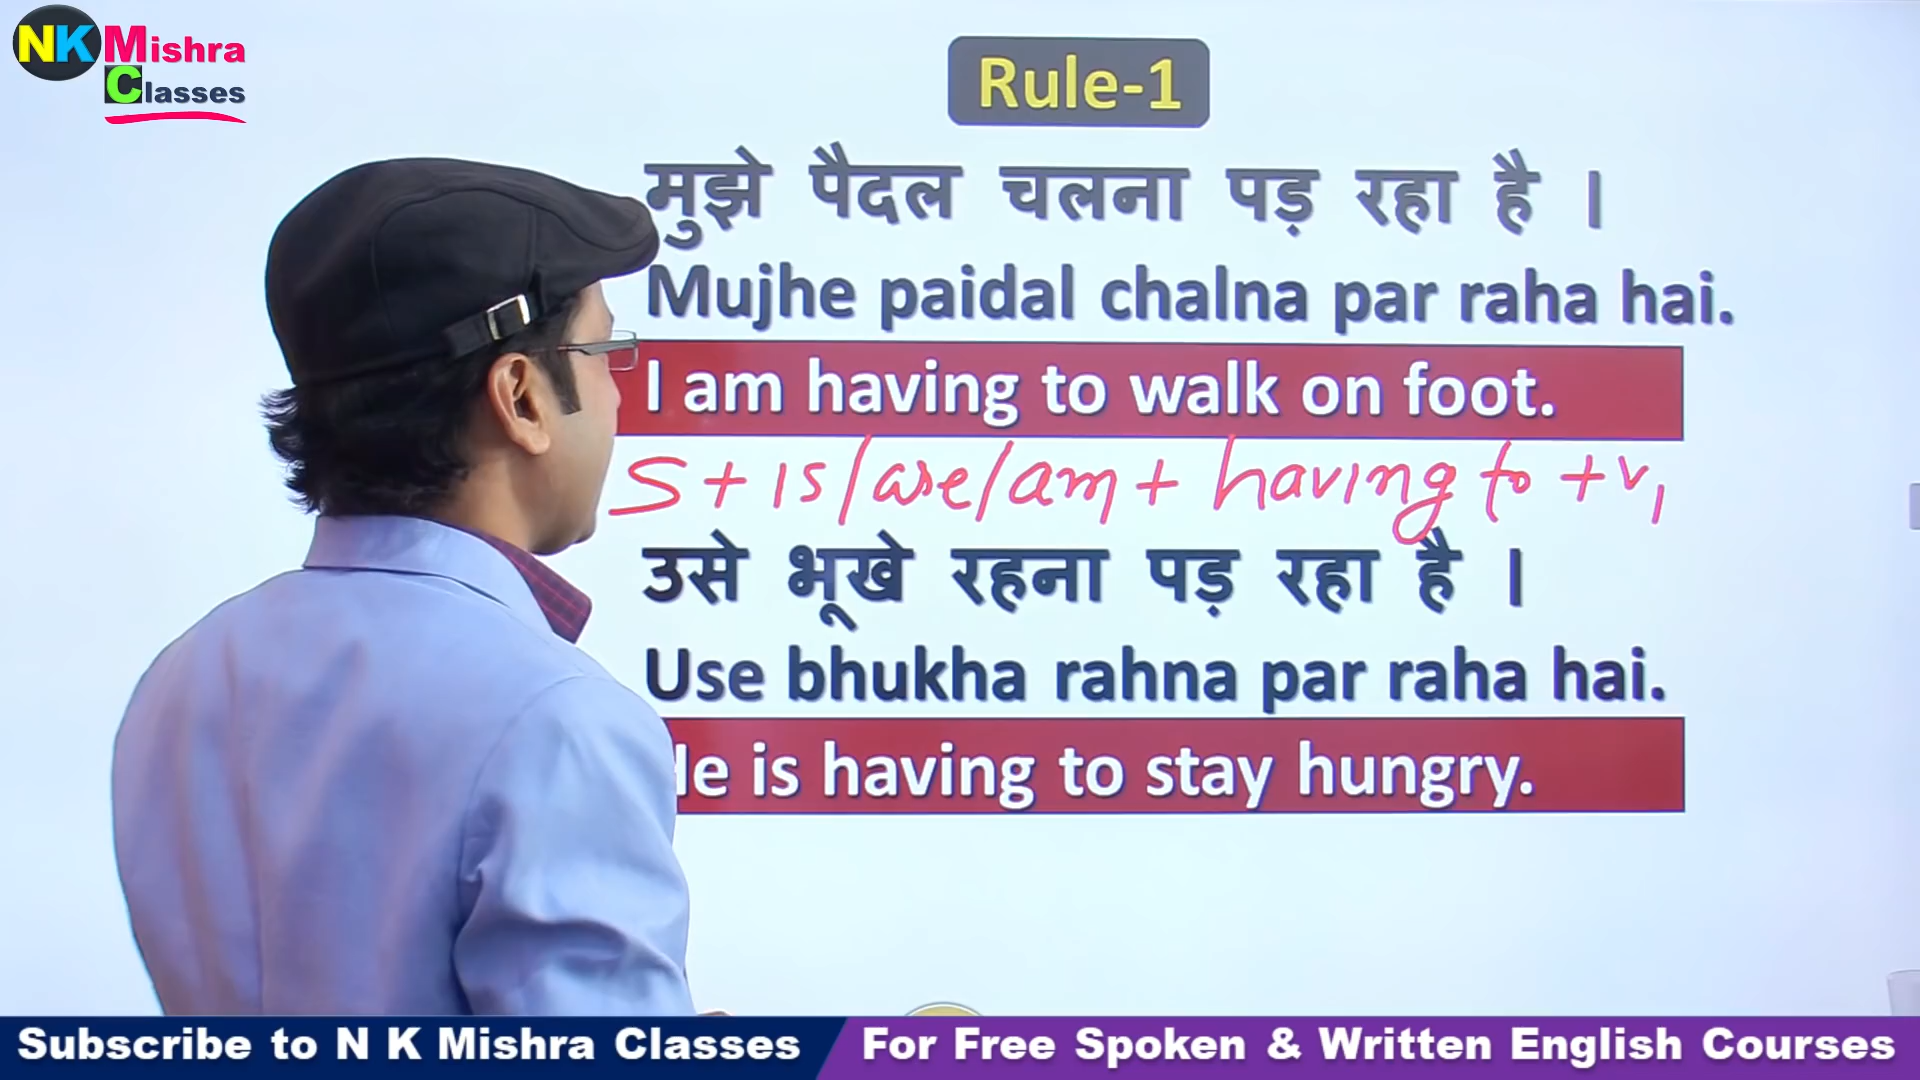 NK Mishra
Classes
Rule-1
मुझे पैदल चलना पड़ रहा है ।
Mujhe paidal chalna par raha hai.
I am having to walk on foot.
S + is/are/am + having to + v1
उसे भूखे रहना पड़ रहा है ।
Use bhukha rahna par raha hai.
He is having to stay hungry.
Subscribe to N K Mishra Classes
For Free Spoken & Written English Courses